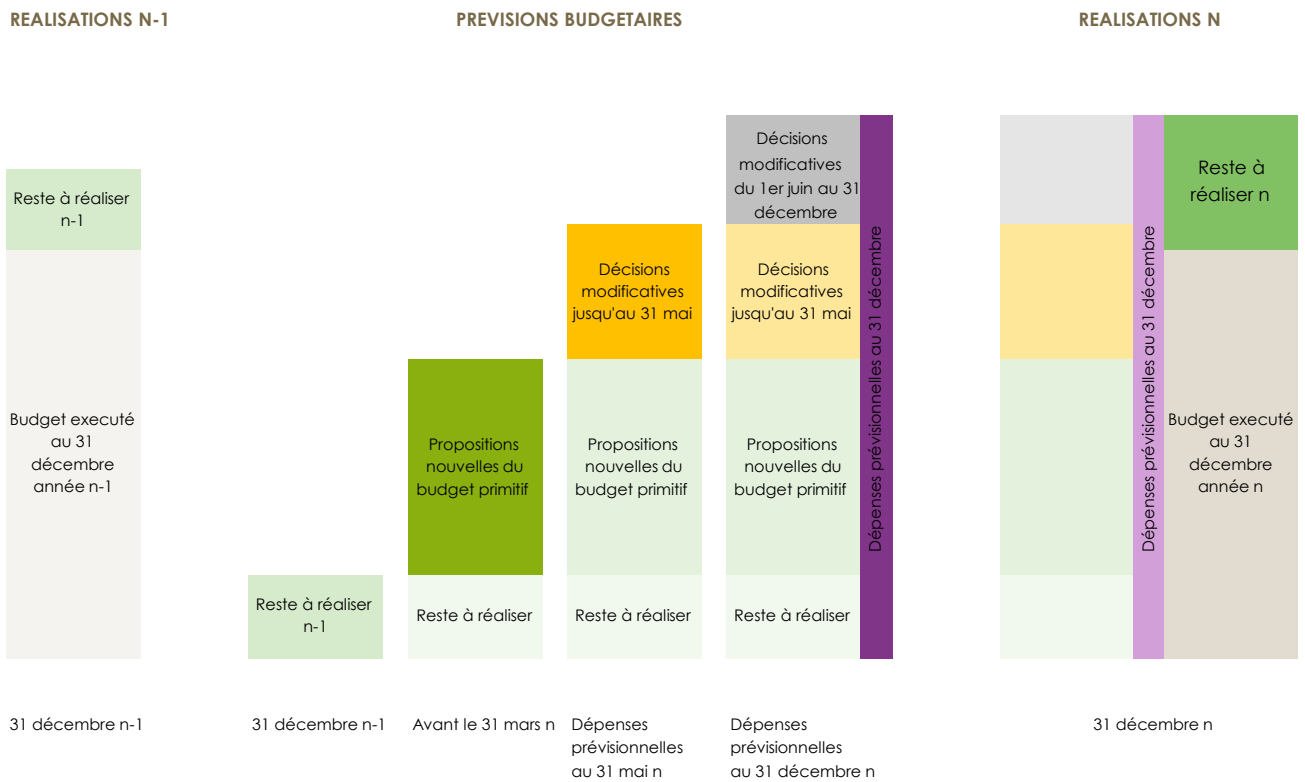 REALISATIONS N-1
PREVISIONS BUDGETAIRES
REALISATIONS N
Reste à réaliser
n-1
Budget executé
au 31
décembre
année n-1
31 décembre n-1
Reste à réaliser
n-1
31 décembre n-1
Propositions
nouvelles du
budget primitif
Reste à réaliser
Avant le 31 mars n
Décisions
modificatives
jusqu'au 31 mai
Propositions
nouvelles du
budget primitif
Reste à réaliser
Dépenses
prévisionnelles
au 31 mai n
Décisions
modificatives
du 1er juin au 31
décembre
Décisions
modificatives
jusqu'au 31 mai
Propositions
nouvelles du
budget primitif
Reste à réaliser
Dépenses prévisionnelles au 31 décembre
Dépenses
prévisionnelles
au 31 décembre n
Dépenses prévisionnelles au 31 décembre
Reste à
réaliser n
Budget executé
au 31
décembre
année n
31 décembre n